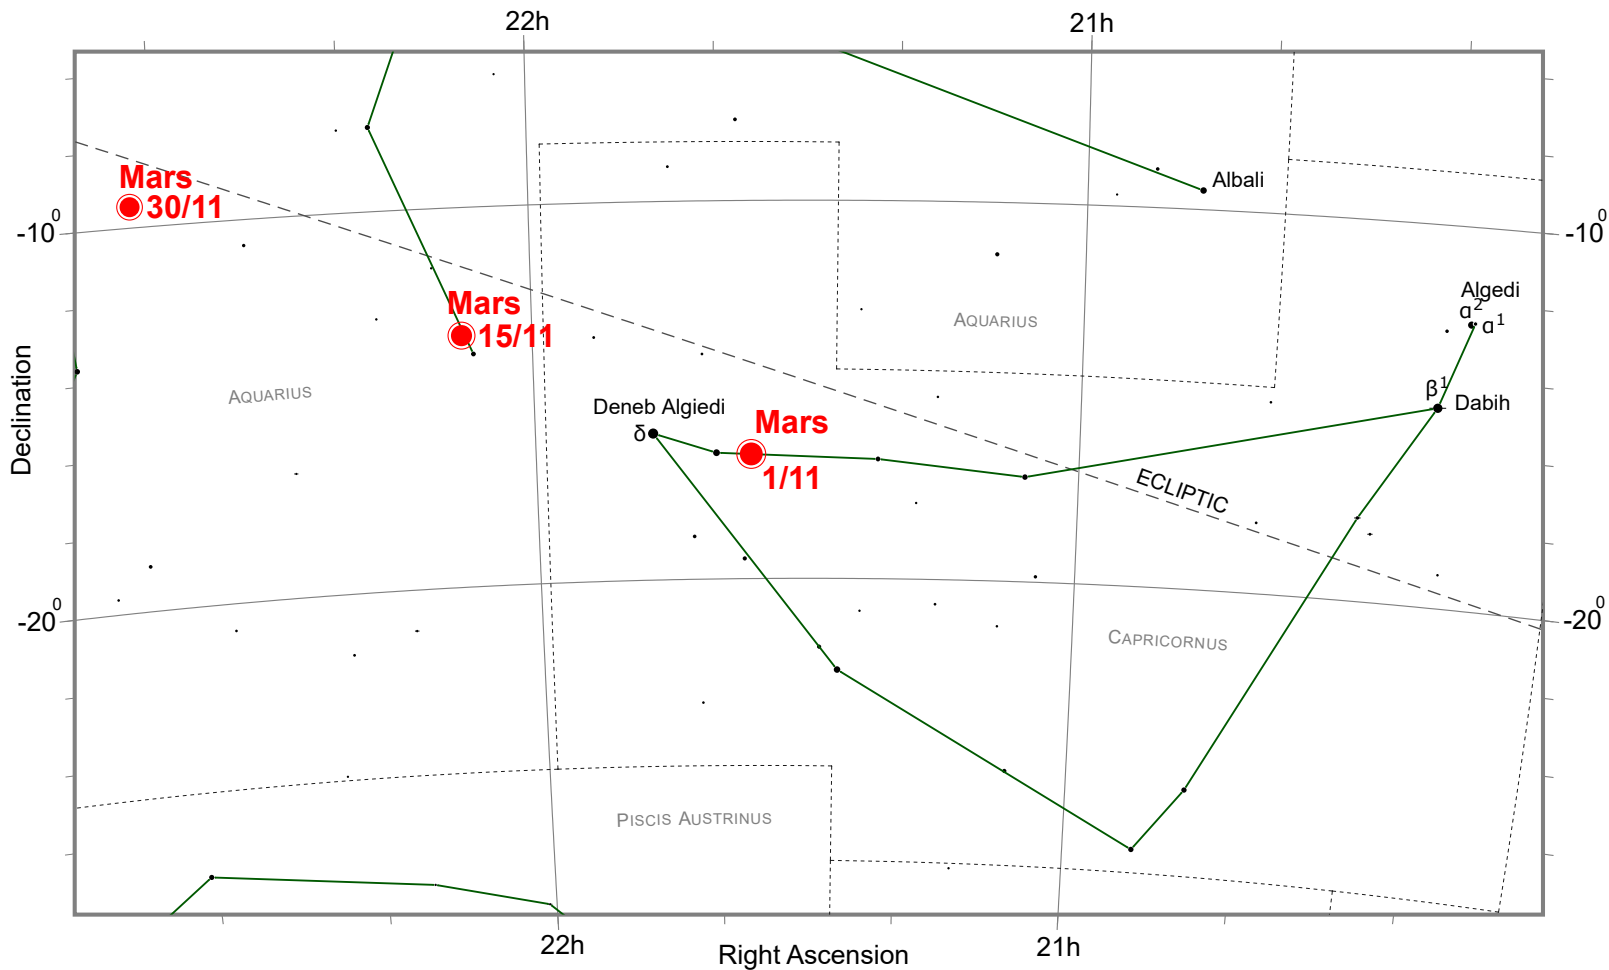 22h
21h
Mars
30/11
Albali
-10⁰
-10⁰
Algedi
α² α¹
Mars
15/11
AQUARIUS
Declination
AQUARIUS
β¹ Dabih
Deneb Algiedi
δ
Mars
1/11
ECLIPTIC
-20⁰
-20⁰
CAPRICORNUS
PISCIS AUSTRINUS
22h
21h
Right Ascension